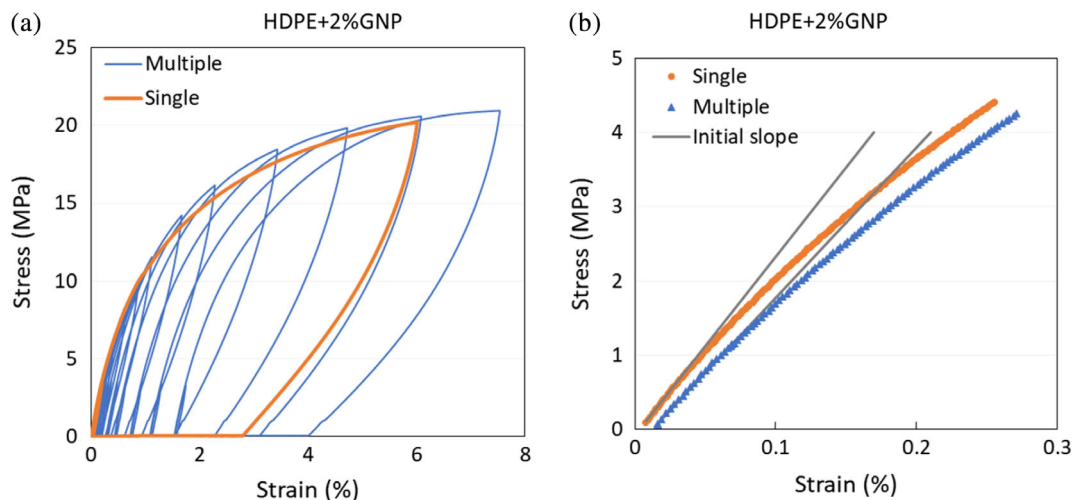 (a)
HDPE+2%GNP
25
20
15
10
5
0
Stress (MPa)
Multiple
Single
0 2 4 6 8
Strain (%)
(b)
HDPE+2%GNP
5
4
3
2
1
0
Stress (MPa)
Single
Multiple
Initial slope
0 0.1 0.2 0.3
Strain (%)